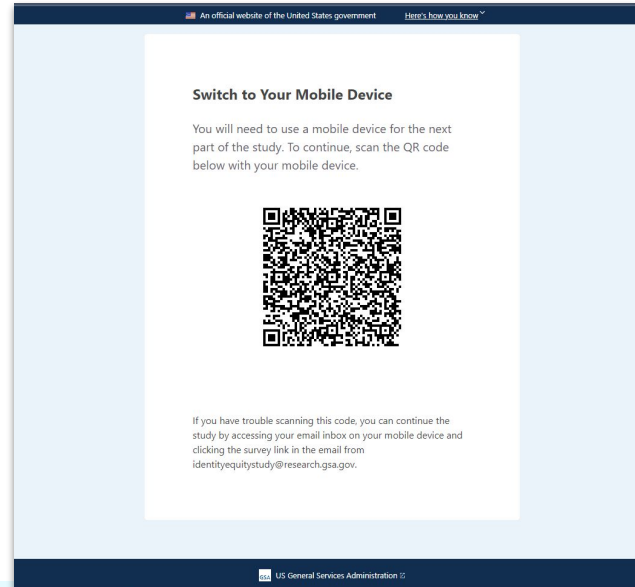 An official website of the United States government Here's how you know
Switch to Your Mobile Device
You will need to use a mobile device for the next
part of the study. To continue, scan the QR code
below with your mobile device.
If you have trouble scanning this code, you can continue the
study by accessing your email inbox on your mobile device and
clicking the survey link in the email from
identityequitystudy@research.gsa.gov.
GSA US General Services Administration